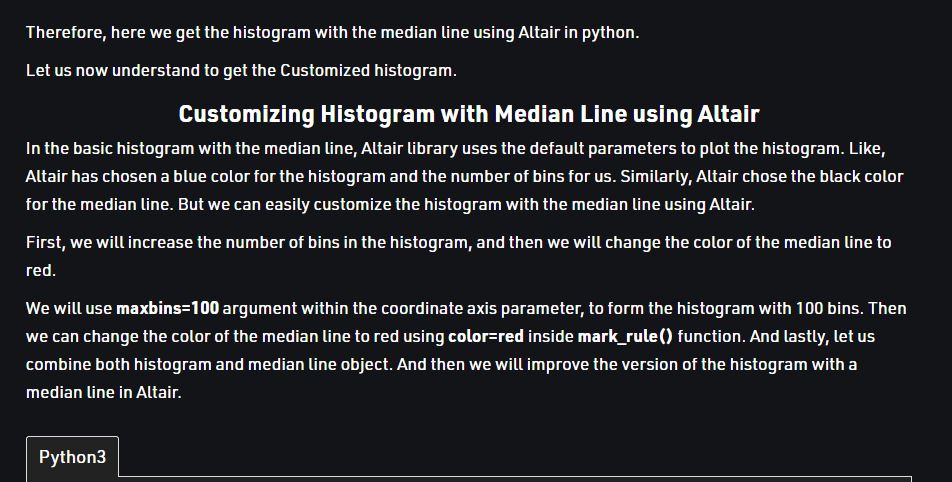 Therefore, here we get the histogram with the median line using Altair in python.
Let us now understand to get the Customized histogram.
Customizing Histogram with Median Line using Altair
In the basic histogram with the median line, Altair library uses the default parameters to plot the histogram. Like,
Altair has chosen a blue color for the histogram and the number of bins for us. Similarly, Altair chose the black color
for the median line. But we can easily customize the histogram with the median line using Altair.
First, we will increase the number of bins in the histogram, and then we will change the color of the median line to
red.
We will use maxbins=100 argument within the coordinate axis parameter, to form the histogram with 100 bins. Then
we can change the color of the median line to red using color=red inside mark_rule() function. And lastly, let us
combine both histogram and median line object. And then we will improve the version of the histogram with a
median line in Altair.
Python3